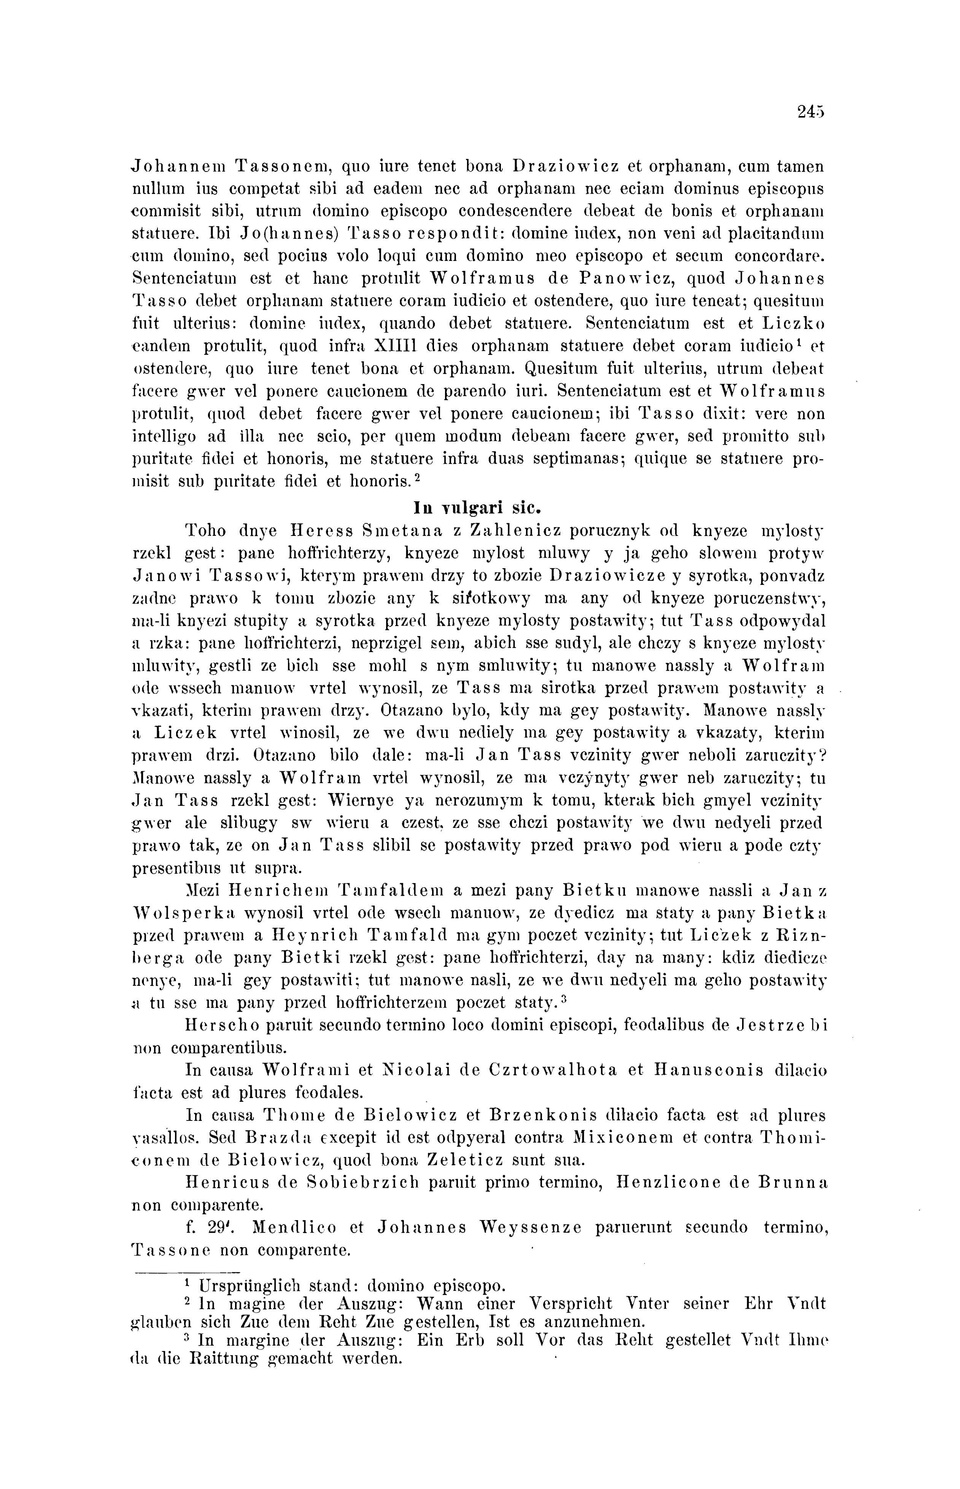 245
Johannem Tassonem, quo iure tenet bona Draziowicz et orphanam, cum tamen
nullum ius competat sibi ad eadem nec ad orphanam nec eciam dominus episcopus
commisit sibi, utrum domino episcopo condescendere debeat de bonis et orphanam
statuere. Ibi Jo(hannes) Tasso respondit: domine iudex, non veni ad placitandum
cum domino, sed pocius volo loqui cum domino meo episcopo et secum concordare.
Sentenciatum est et hanc protulit Wolframus de Panowicz, quod Johannes
Tasso debet orphanam statuere coram iudicio et ostendere, quo iure teneat; quesitum
fuit ulterius: domine iudex, quando debet statuere. Sentenciatum est et Liczko
eandem protulit, quod infra XIIII dies orphanam statuere debet coram iudicio¹ et
ostendere, quo iure tenet bona et orphanam. Quesitum fuit ulterius, utrum debeat
facere gwer vel ponere caucionem de parendo iuri. Sentenciatum est et Wolframus
protulit, quod debet facere gwer vel ponere caucionem; ibi Tasso dixit: vere non
intelligo ad illa nec scio, per quem modum debeam facere gwer, sed promitto sub
puritate fidei et honoris, me statuere infra duas septimanas; quique se statuere pro-
misit sub puritate fidei et honoris.²
In vulgari sic.
Toho dnye Heress Smetana z Zahlenicz porucznyk od knyeze mylosty
rzekl gest: pane hoffrichterzy, knyeze mylost mluwy y ja geho slowem protyw
Janowi Tassowi, kterym prawem drzy to zbozie Draziowicze y syrotka, ponvadz
zadne prawo k tomu zbozie any k sirotkowy ma any od knyeze poruczenstwy,
ma-li knyezi stupity a syrotka przed knyeze mylosty postawity; tut Tass odpowydal
a rzka: pane hoffrichterzi, neprzigel sem, abich sse sudyl, ale chczy s knyeze mylosty
mluwity, gestli ze bich sse mohl s nym smluwity; tu manowe nassly a Wolfram
ode wssech manuow vrtel wynosil, ze Tass ma sirotka przed prawem postawity a
vkazati, kterim prawem drzy. Otazano bylo, kdy ma gey postawity. Manowe nassly
a Liczek vrtel winosil, ze we dwu nediely ma gey postawity a vkazaty, kterim
prawem drzi. Otazano bilo dale: ma-li Jan Tass vczinity gwer neboli zaruczity?
Manowe nassly a Wolfram vrtel wynosil, ze ma vczýnyty gwer neb zaruczity; tu
Jan Tass rzekl gest: Wiernye ya nerozumym k tomu, kterak bich gmyel vczinity
gwer ale slibugy sw wieru a czest, ze sse chczi postawity we dwu nedyeli przed
prawo tak, ze on Jan Tass slibil se postawity przed prawo pod wieru a pode czty
presentibus ut supra.
Mezi Henrichem Tamfaldem a mezi pany Bietku manowe nassli a Jan z
Wolsperka wynosil vrtel ode wsech manuow, ze dyedicz ma staty a pany Bietka
przed prawem a Heynrich Tamfald ma gym poczet vczinity; tut Liczek z Rizn-
berga ode pany Bietki rzekl gest: pane hoffrichterzi, day na many: kdiz diedicze
nenye, ma-li gey postawiti; tut manowe nasli, ze we dwu nedyeli ma geho postawity
a tu sse ma pany przed hoffrichterzem poczet staty.³
Herscho paruit secundo termino loco domini episcopi, feodalibus de Jestrzebi
non comparentibus.
In causa Wolframi et Nicolai de Czrtowalhota et Hanusconis dilacio
facta est ad plures feodales.
In causa Thome de Bielowicz et Brzenkonis dilacio facta est ad plures
vasallos. Sed Brazda excepit id est odpyeral contra Mixiconem et contra Thomi-
conem de Bielowicz, quod bona Zeleticz sunt sua.
Henricus de Sobiebrzich paruit primo termino, Henzlicone de Brunna
non comparente.
f. 29'. Mendlico et Johannes Weyssenze paruerunt secundo termino,
Tassone non comparente.
¹ Ursprünglich stand: domino episcopo.
² In magine der Auszug: Wann einer Verspricht Vnter seiner Ehr Vndt
glauben sich Zue dem Reht Zue gestellen, Ist es anzunehmen.
³ In margine der Auszug: Ein Erb soll Vor das Reht gestellet Vndt Ihme
da die Raittung gemacht werden.